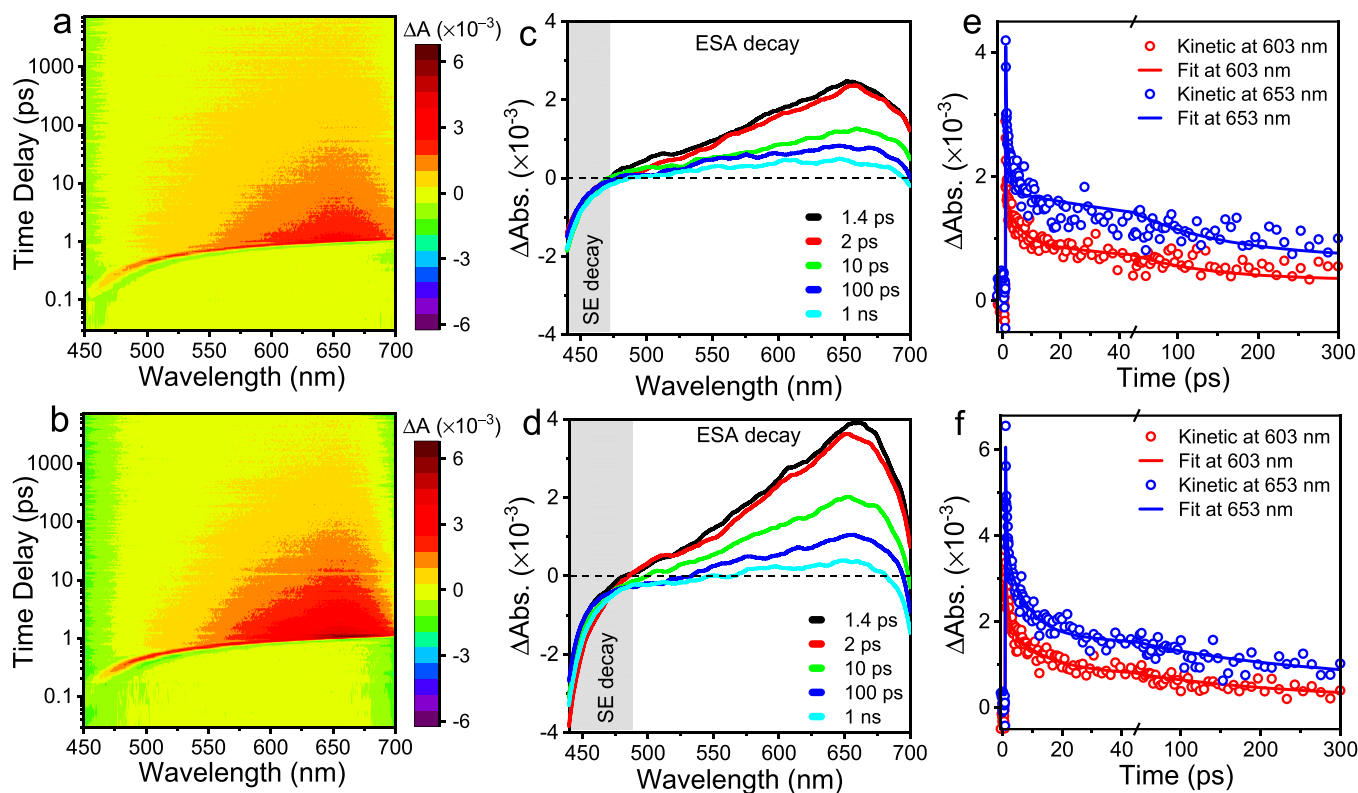 a
ΔA (×10⁻³)
Time Delay (ps)
1000
100
10
1
0.1
450 500 550 600 650 700
Wavelength (nm)
6
3
0
-3
-6
c
ESA decay
SE decay
ΔAbs. (×10⁻³)
4
2
0
-2
-4
1.4 ps
2 ps
10 ps
100 ps
1 ns
450 500 550 600 650 700
Wavelength (nm)
e
Kinetic at 603 nm
Fit at 603 nm
Kinetic at 653 nm
Fit at 653 nm
ΔAbs. (×10⁻³)
4
2
0
0 20 40 100 200 300
Time (ps)
b
ΔA (×10⁻³)
Time Delay (ps)
1000
100
10
1
0.1
450 500 550 600 650 700
Wavelength (nm)
6
3
0
-3
-6
d
ESA decay
SE decay
ΔAbs. (×10⁻³)
4
2
0
-2
-4
1.4 ps
2 ps
10 ps
100 ps
1 ns
450 500 550 600 650 700
Wavelength (nm)
f
Kinetic at 603 nm
Fit at 603 nm
Kinetic at 653 nm
Fit at 653 nm
ΔAbs. (×10⁻³)
6
4
2
0
0 20 40 100 200 300
Time (ps)